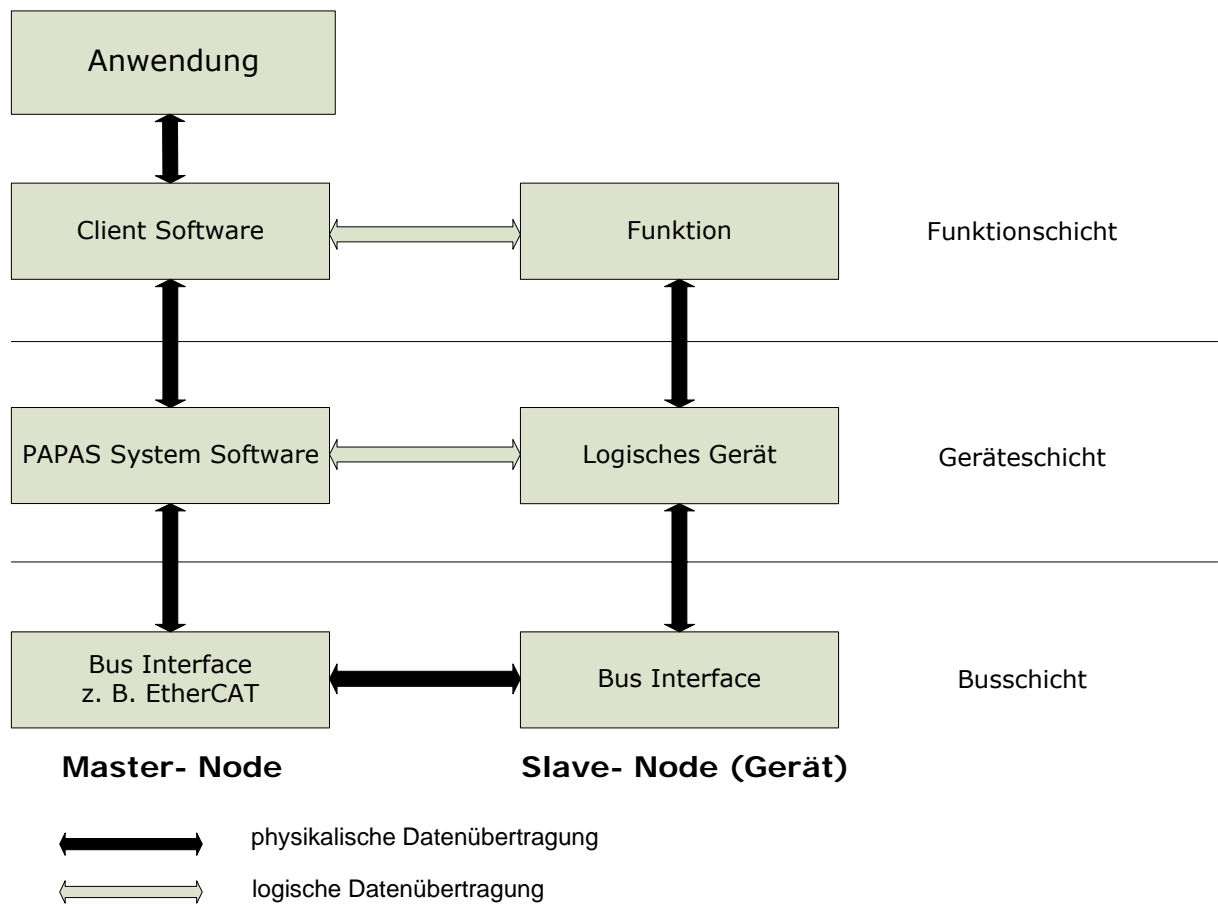 Anwendung
Client Software
Funktion
Funktionschicht
PAPAS System Software
Logisches Gerät
Geräteschicht
Bus Interface
z. B. EtherCAT
Bus Interface
Busschicht
Master- Node
Slave- Node (Gerät)
physikalische Datenübertragung
logische Datenübertragung